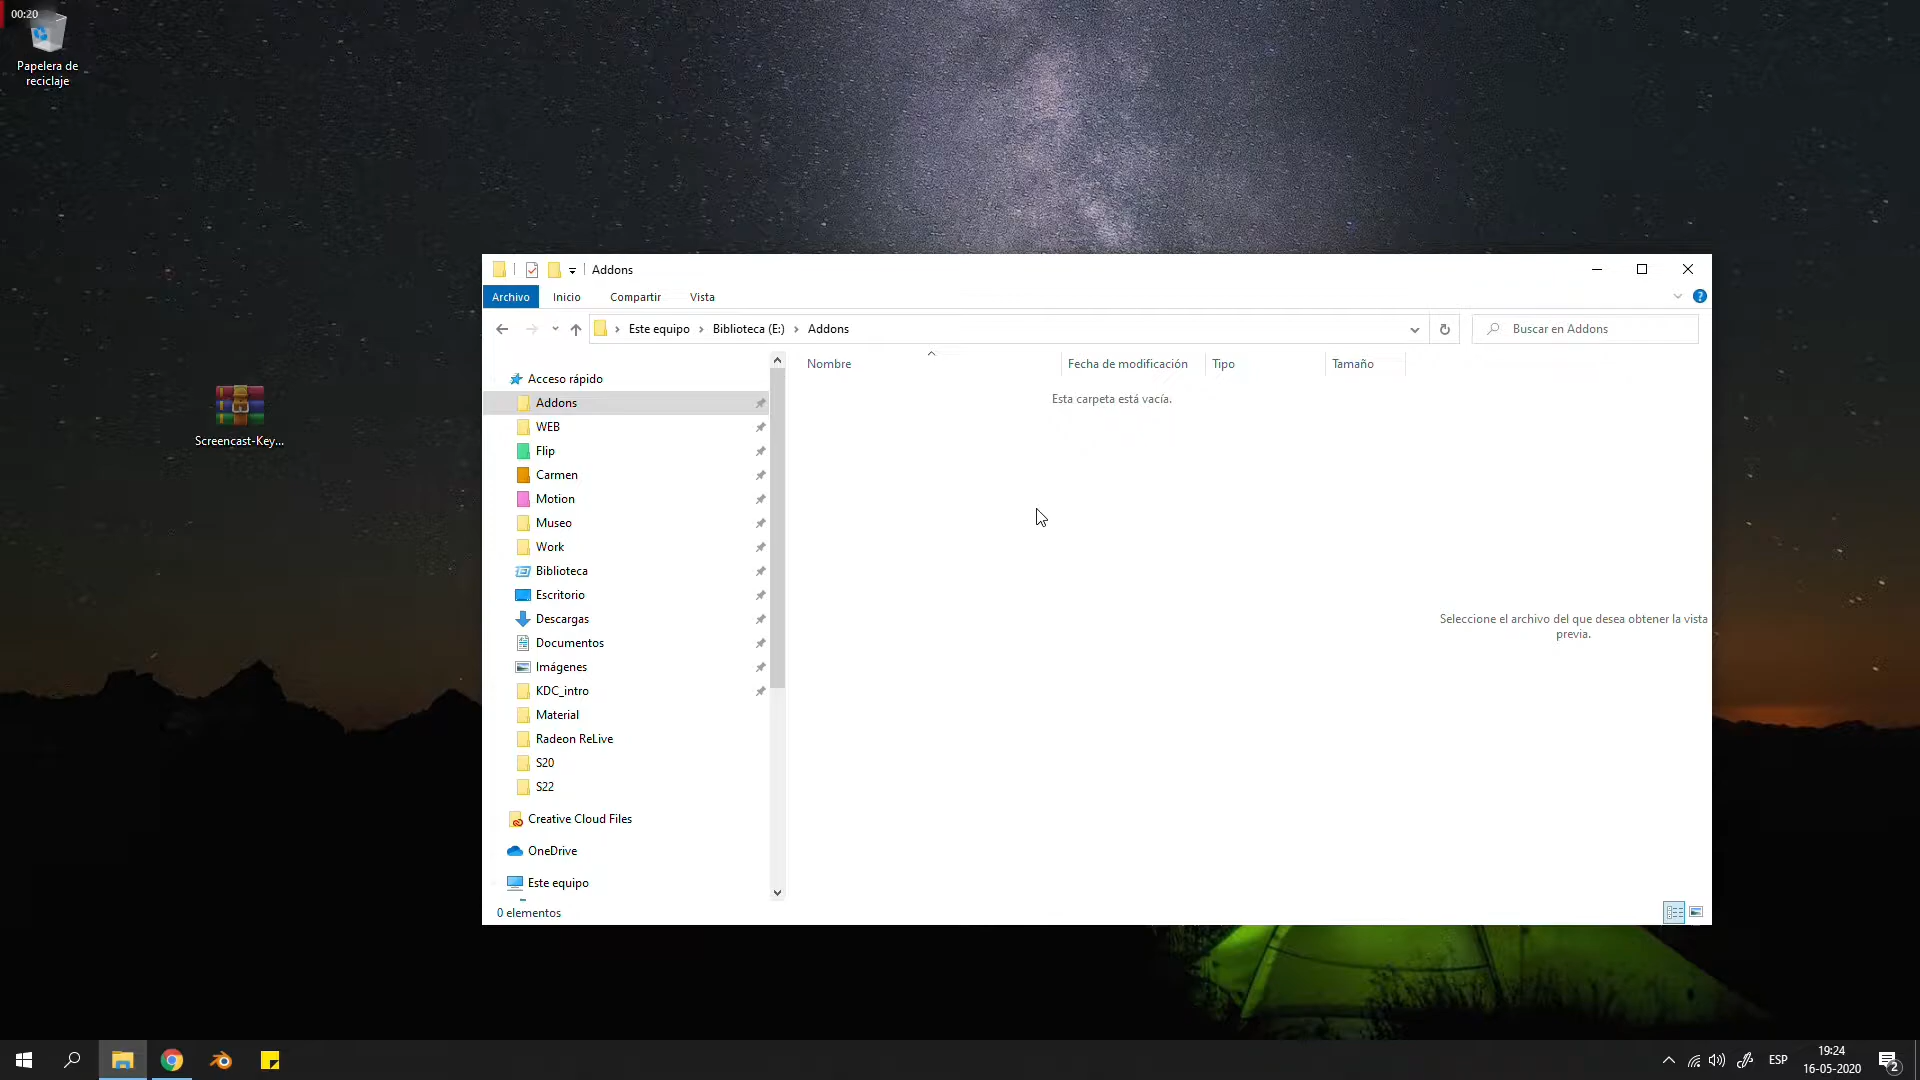 00:20
Papelera de
reciclaje
Screencast-Key...
Addons
Archivo
Inicio
Compartir
Vista
Este equipo
Biblioteca (E:)
Addons
Buscar en Addons
Nombre
Fecha de modificación
Tipo
Tamaño
Esta carpeta está vacía.
Acceso rápido
Addons
WEB
Flip
Carmen
Motion
Museo
Work
Biblioteca
Escritorio
Descargas
Documentos
Imágenes
KDC_intro
Material
Radeon ReLive
S20
S22
Creative Cloud Files
OneDrive
Este equipo
Seleccione el archivo del que desea obtener la vista
previa.
0 elementos
ESP
19:24
16-05-2020
2